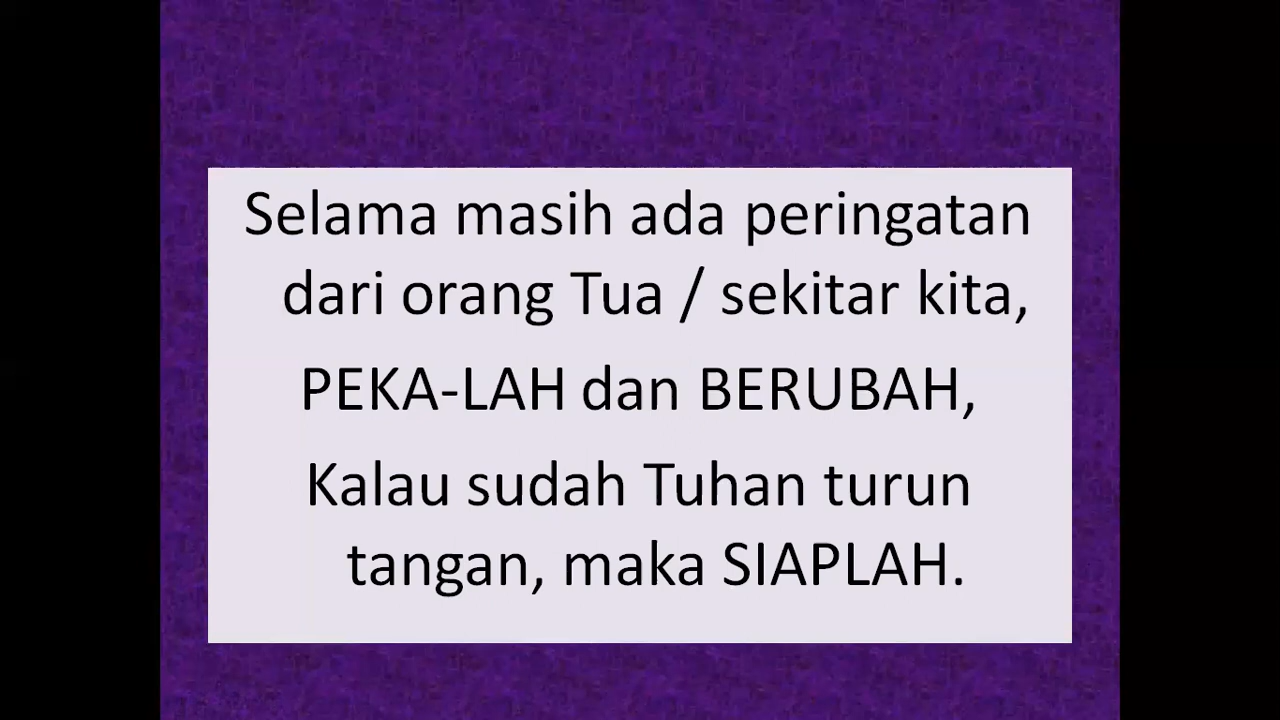 Selama masih ada peringatan
dari orang Tua / sekitar kita,
PEKA-LAH dan BERUBAH,
Kalau sudah Tuhan turun
tangan, maka SIAPLAH.